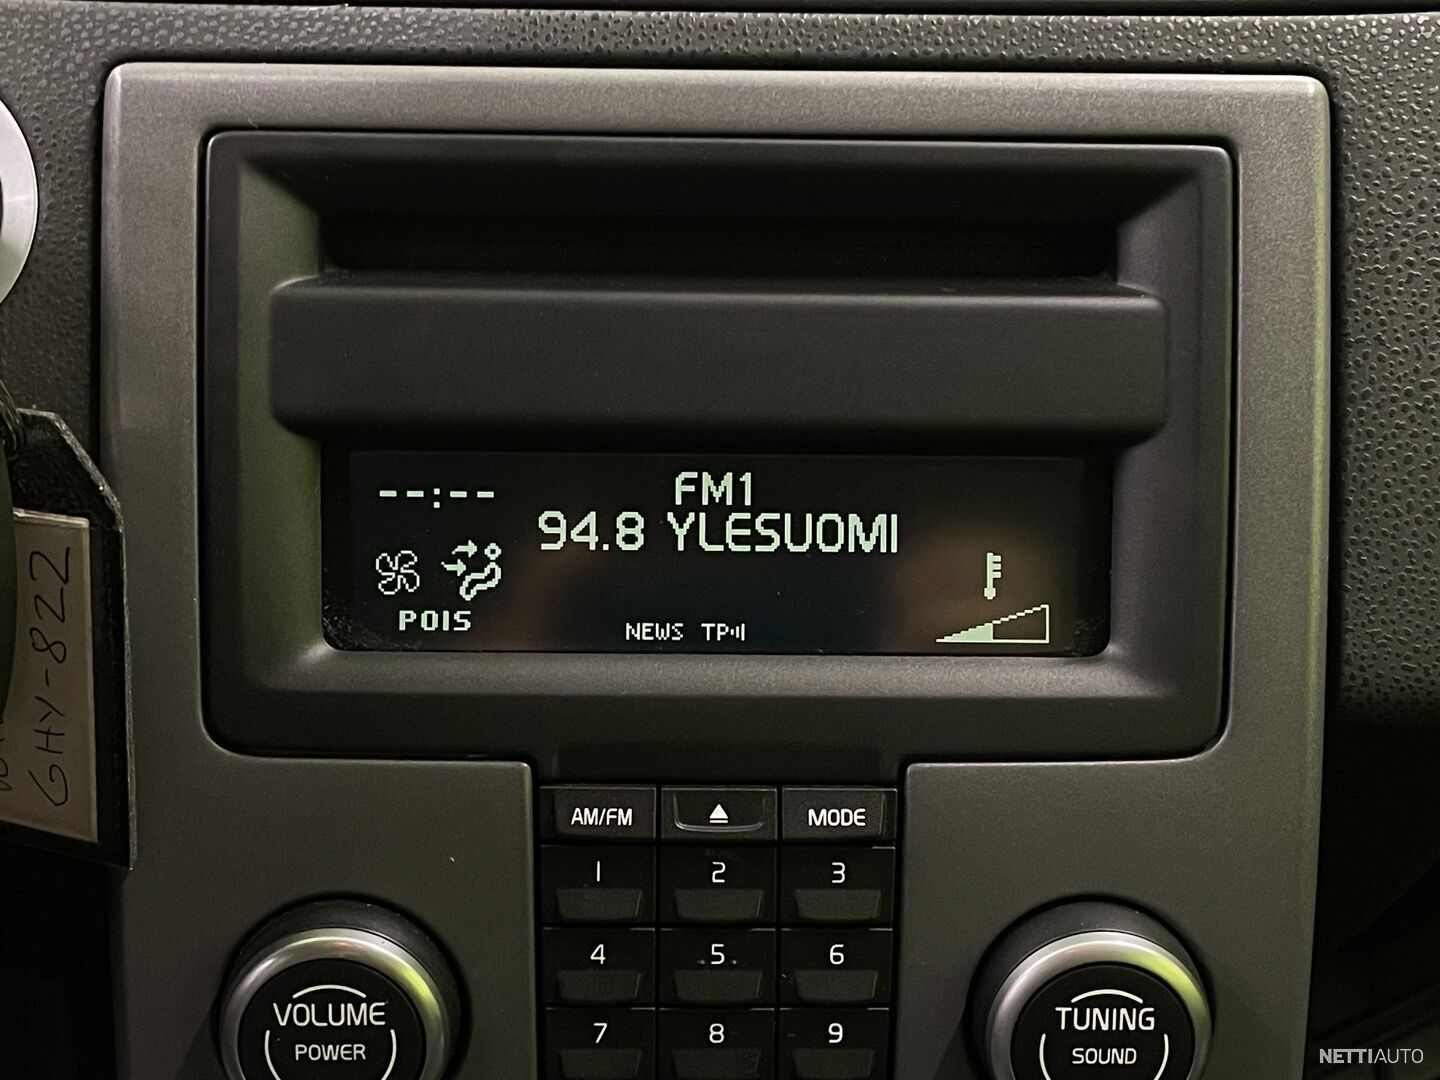 --:--
FM1
94.8 YLESUOMI
POIS
NEWS TP
GHY-822
AM/FM
MODE
1
2
3
4
5
6
7
8
9
VOLUME
POWER
TUNING
SOUND
NETTIAUTO